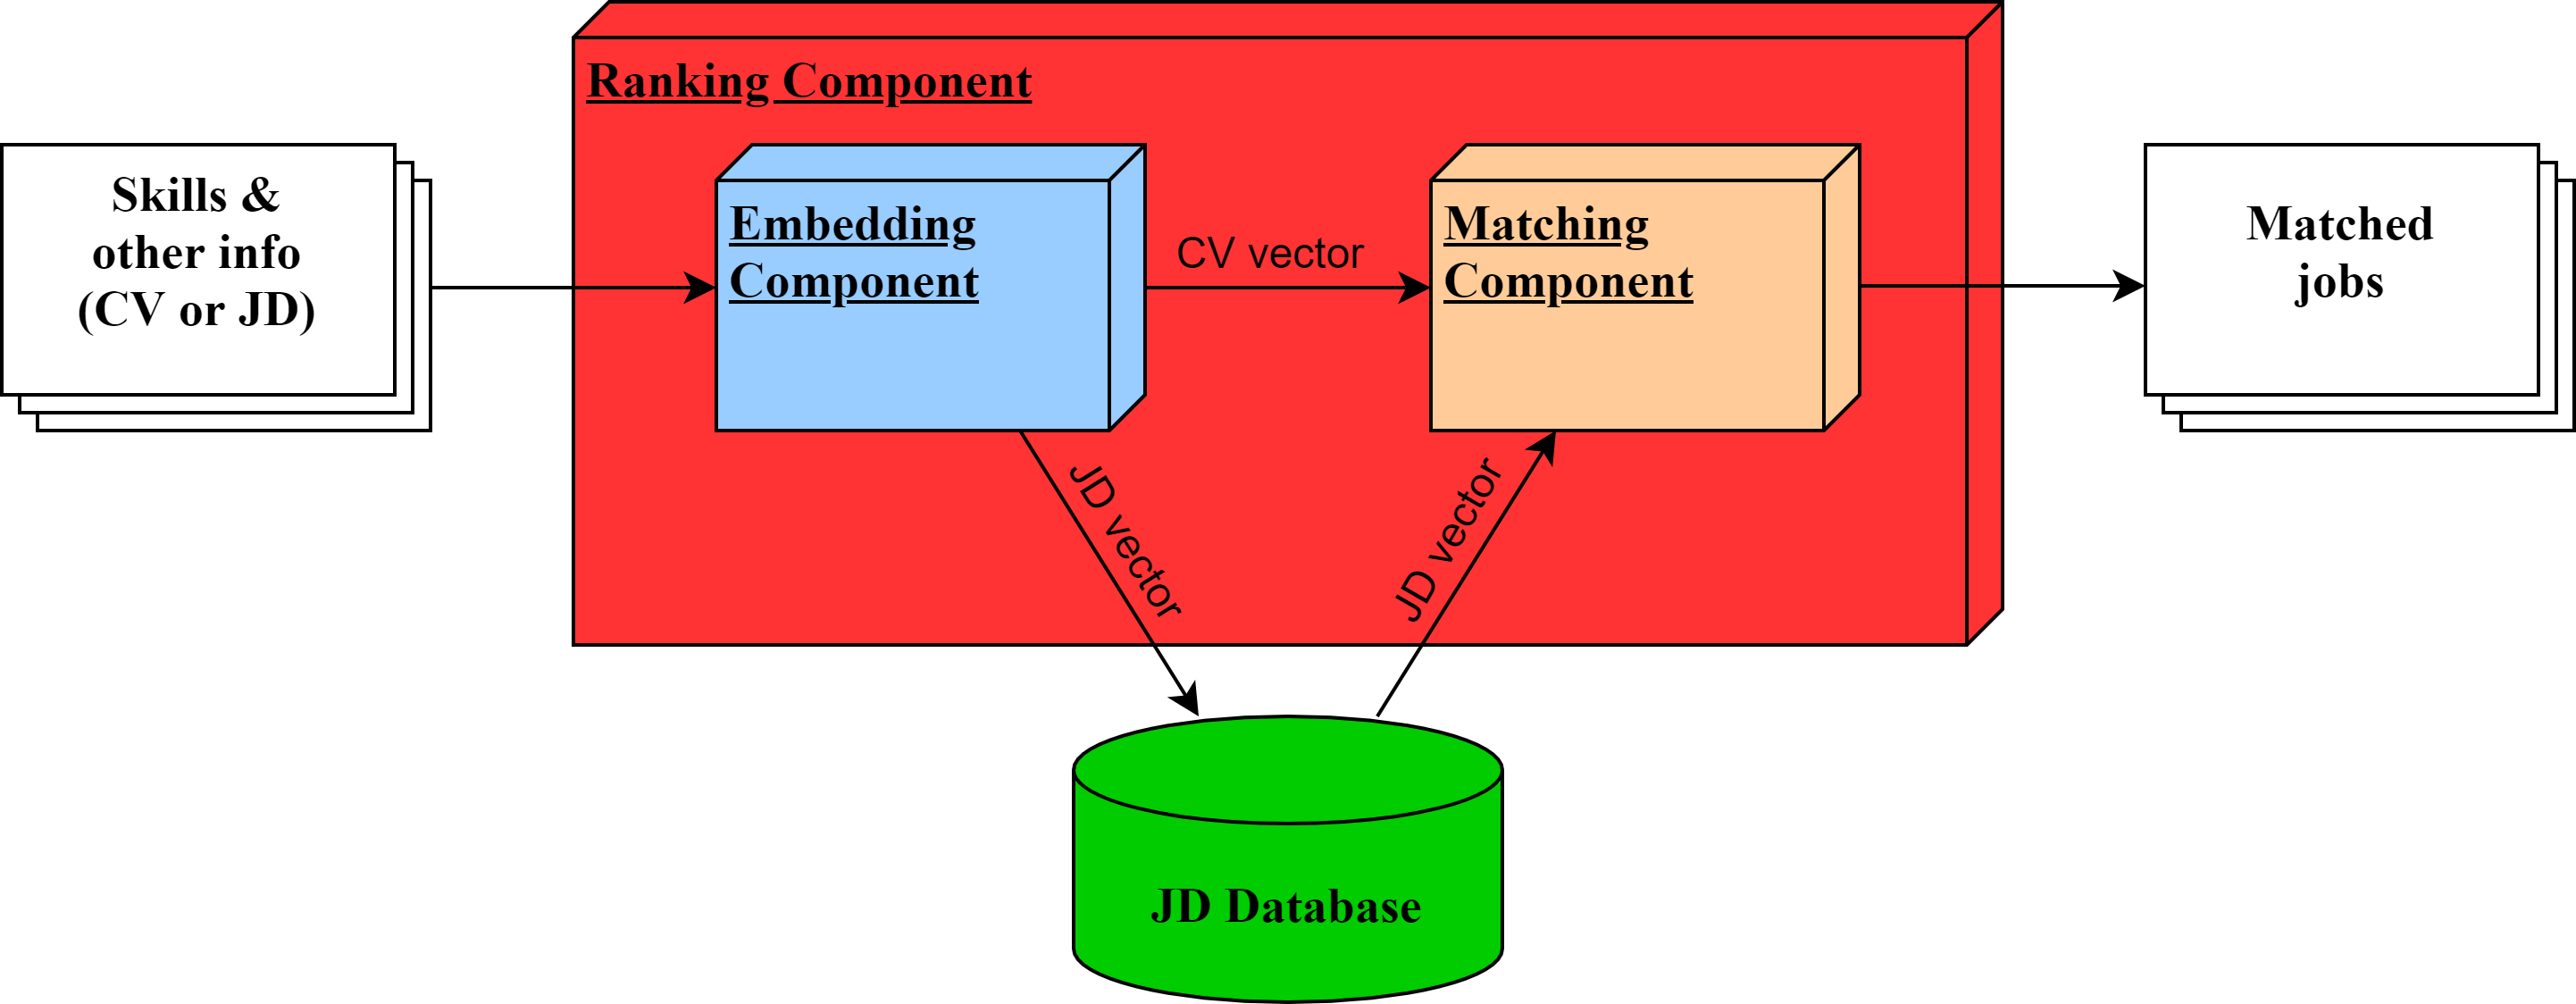 Ranking Component
Skills &
other info
(CV or JD)
Embedding
Component
CV vector
Matching
Component
Matched
jobs
JD vector
JD vector
JD Database